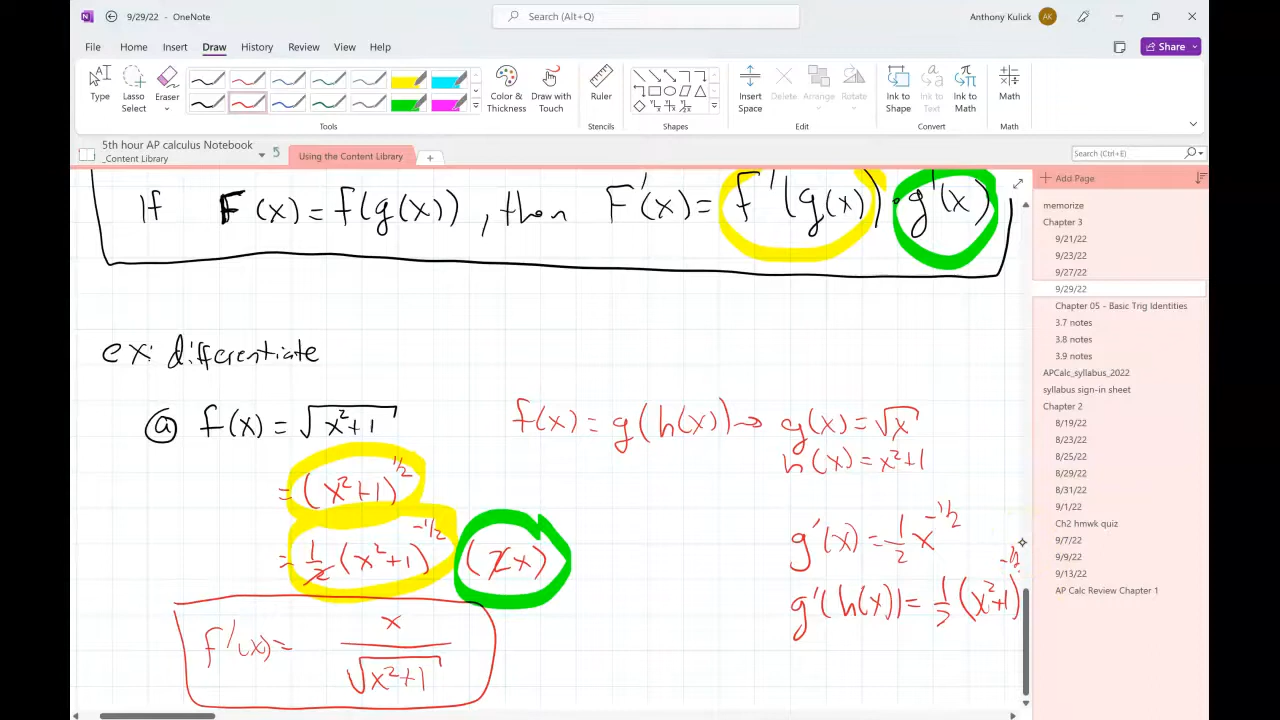 9/29/22 • OneNote
Search (Alt+Q)
Anthony Kulick AK
File Home Insert Draw History Review View Help
Share
Type
Lasso Select
Eraser
Color & Thickness
Draw with Touch
Ruler
Insert Space
Delete
Arrange
Rotate
Ink to Shape
Ink to Text
Ink to Math
Math
Tools
Stencils
Shapes
Edit
Convert
Math
5th hour AP calculus Notebook
_Content Library
Using the Content Library
Search (Ctrl+E)
If F(x) = f(g(x)), then F'(x) = f'(g(x)) · g'(x)
ex: differentiate
ⓐ f(x) = √x²+1
= (x²+1)^1/2
= 1/2 (x²+1)^-1/2 (2x)
f'(x) = x / √x²+1
f(x) = g(h(x)) → g(x) = √x
h(x) = x²+1
g'(x) = 1/2 x^-1/2
g'(h(x)) = 1/2 (x²+1)^-1/2
Add Page
memorize
Chapter 3
9/21/22
9/23/22
9/27/22
9/29/22
Chapter 05 - Basic Trig Identities
3.7 notes
3.8 notes
3.9 notes
APCalc_syllabus_2022
syllabus sign-in sheet
Chapter 2
8/19/22
8/23/22
8/25/22
8/29/22
8/31/22
9/1/22
Ch2 hmwk quiz
9/7/22
9/9/22
9/13/22
AP Calc Review Chapter 1